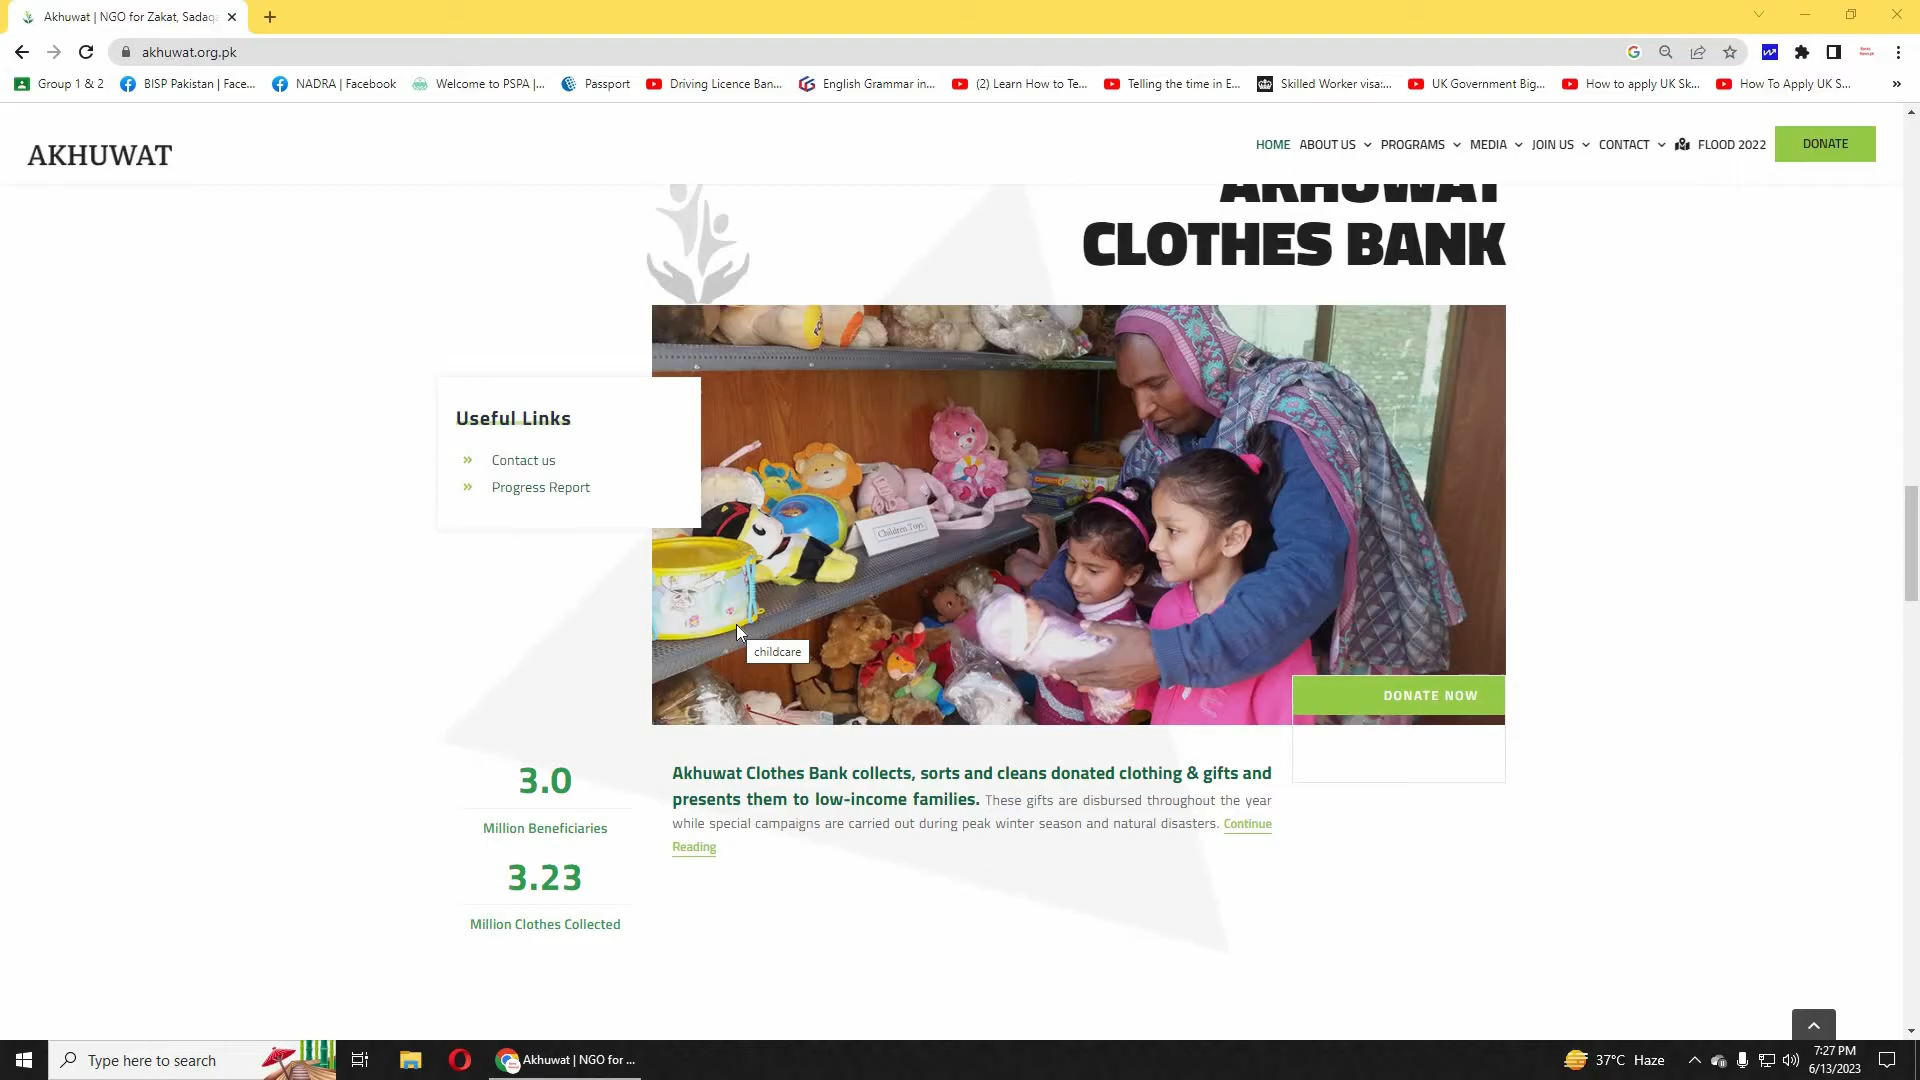 Akhuwat | NGO for Zakat, Sadaqa
akhuwat.org.pk
Group 1 & 2
BISP Pakistan | Face...
NADRA | Facebook
Welcome to PSPA |...
Passport
Driving Licence Ban...
English Grammar in...
(2) Learn How to Te...
Telling the time in E...
Skilled Worker visa:...
UK Government Big...
How to apply UK Sk...
How To Apply UK S...
»
AKHUWAT
HOME ABOUT US PROGRAMS MEDIA JOIN US CONTACT FLOOD 2022 DONATE
AKHUWAT
CLOTHES BANK
Useful Links
» Contact us
» Progress Report
Children Toys
childcare
DONATE NOW
3.0
Million Beneficiaries
3.23
Million Clothes Collected
Akhuwat Clothes Bank collects, sorts and cleans donated clothing & gifts and
presents them to low-income families. These gifts are disbursed throughout the year
while special campaigns are carried out during peak winter season and natural disasters. Continue
Reading
Type here to search
Akhuwat | NGO for ...
37°C Haze
7:27 PM
6/13/2023